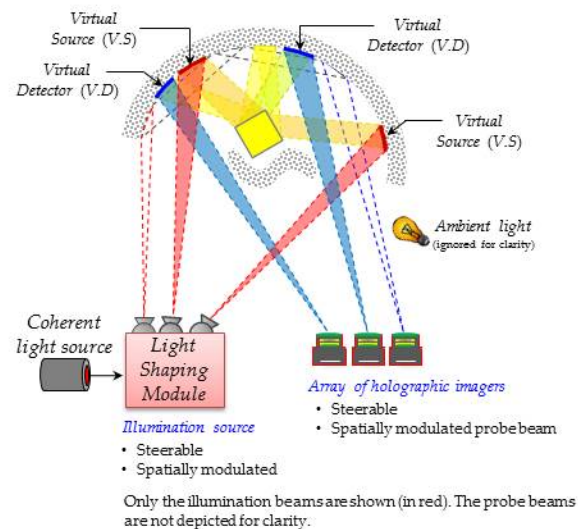 Virtual
Source (V.S)
Virtual
Detector (V.D)
Virtual
Detector (V.D)
Virtual
Source (V.S)
Ambient light
(ignored for clarity)
Coherent
light source
Light
Shaping
Module
Illumination source
• Steerable
• Spatially modulated
Array of holographic imagers
• Steerable
• Spatially modulated probe beam
Only the illumination beams are shown (in red). The probe beams
are not depicted for clarity.